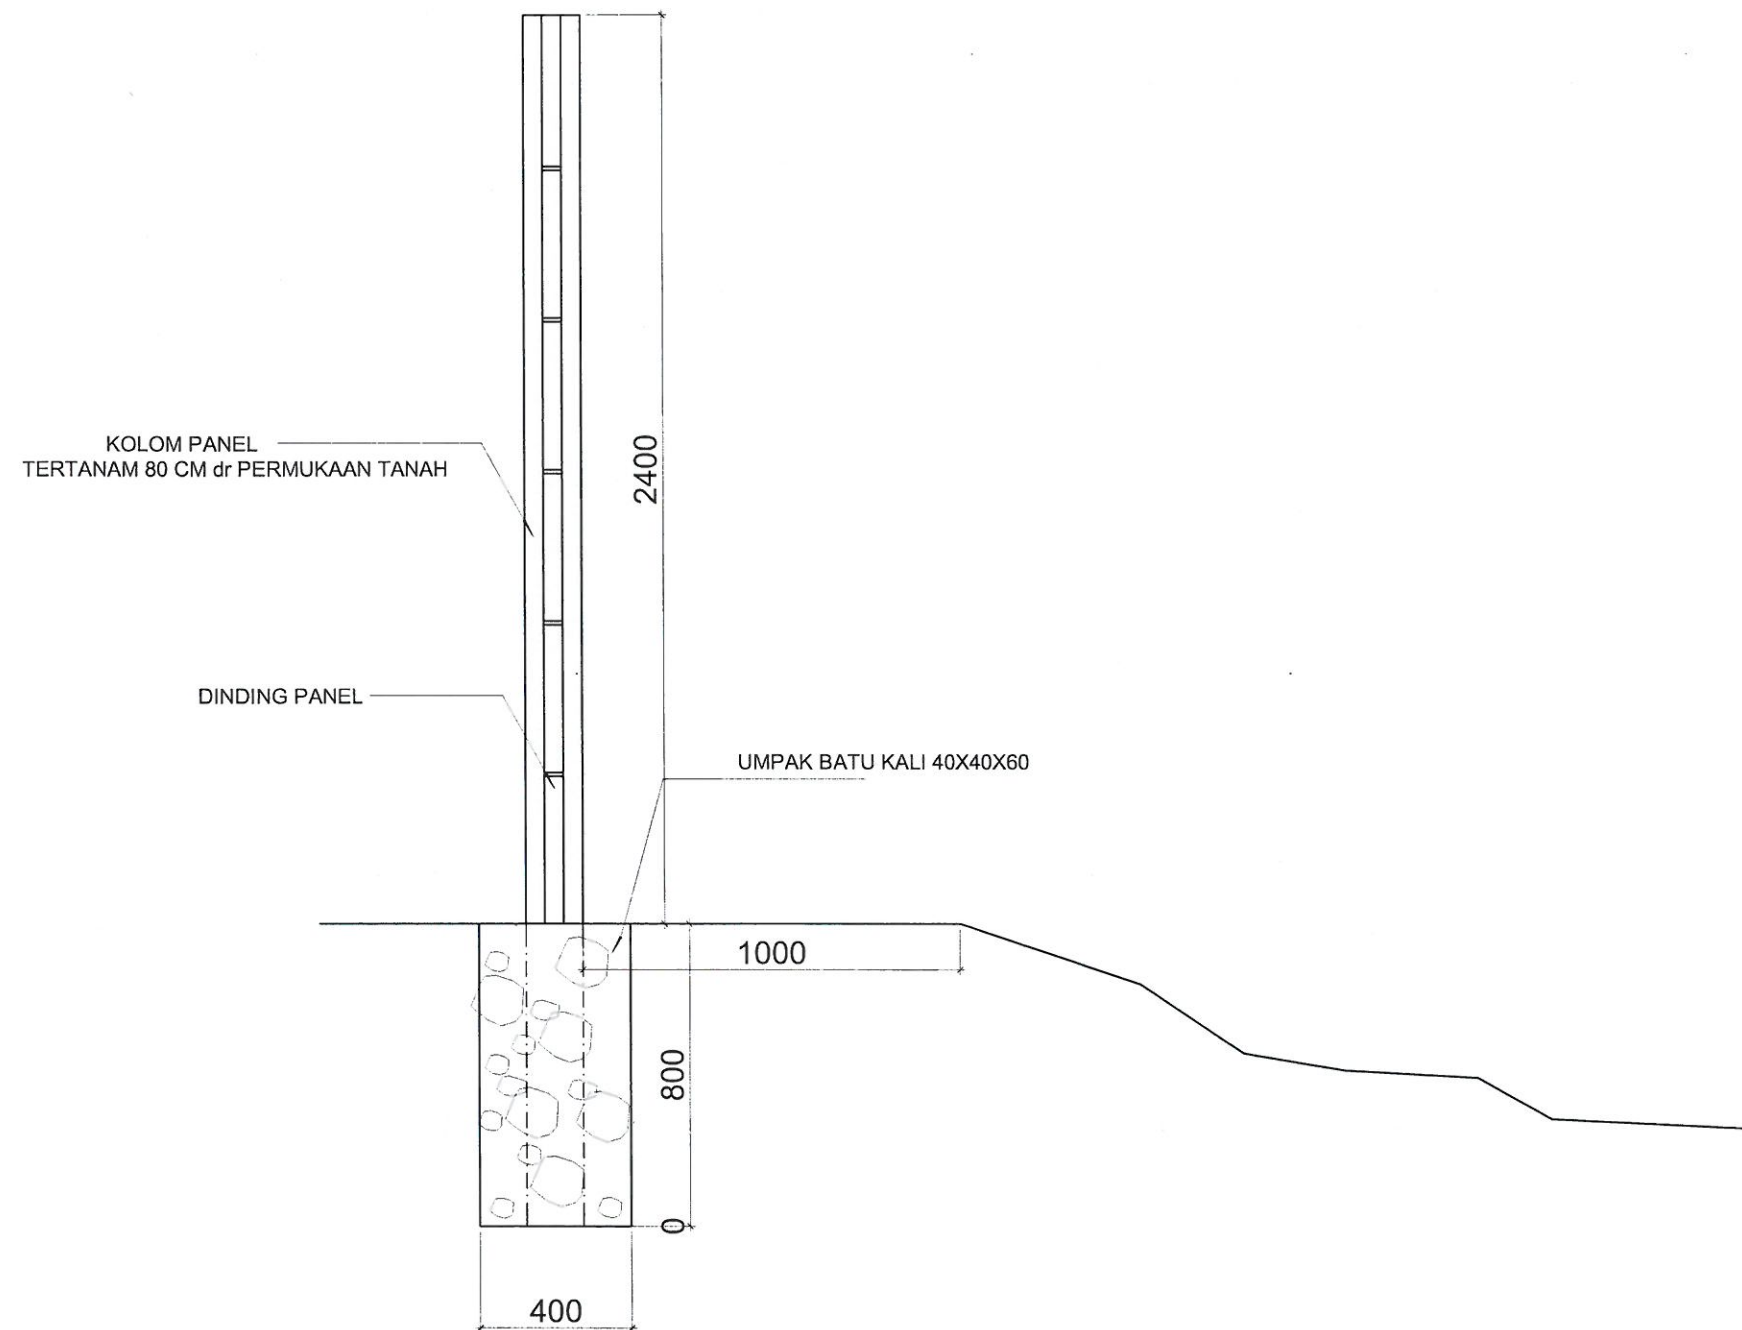 2400
KOLOM PANEL
TERTANAM 80 CM dr PERMUKAAN TANAH
DINDING PANEL
UMPAK BATU KALI 40X40X60
1000
800
0
400